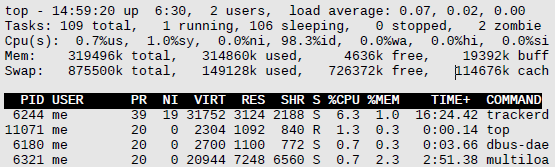 top - 14:59:20 up  6:30,  2 users,  load average: 0.07, 0.02, 0.00
Tasks: 109 total,   1 running, 106 sleeping,   0 stopped,   2 zombie
Cpu(s):  0.7%us,  1.0%sy,  0.0%ni, 98.3%id,  0.0%wa,  0.0%hi,  0.0%si
Mem:    319496k total,   314860k used,     4636k free,    19392k buff
Swap:   875500k total,   149128k used,   726372k free,   114676k cach
PID USER      PR  NI  VIRT  RES  SHR S %CPU %MEM    TIME+  COMMAND
6244 me        39  19 31752 3124 2188 S  6.3  1.0  16:24.42 trackerd
11071 me        20   0  2304 1092  840 R  1.3  0.3   0:00.14 top
6180 me        20   0  2700 1100  772 S  0.7  0.3   0:03.66 dbus-dae
6321 me        20   0 20944 7248 6560 S  0.7  2.3   2:51.38 multiloa